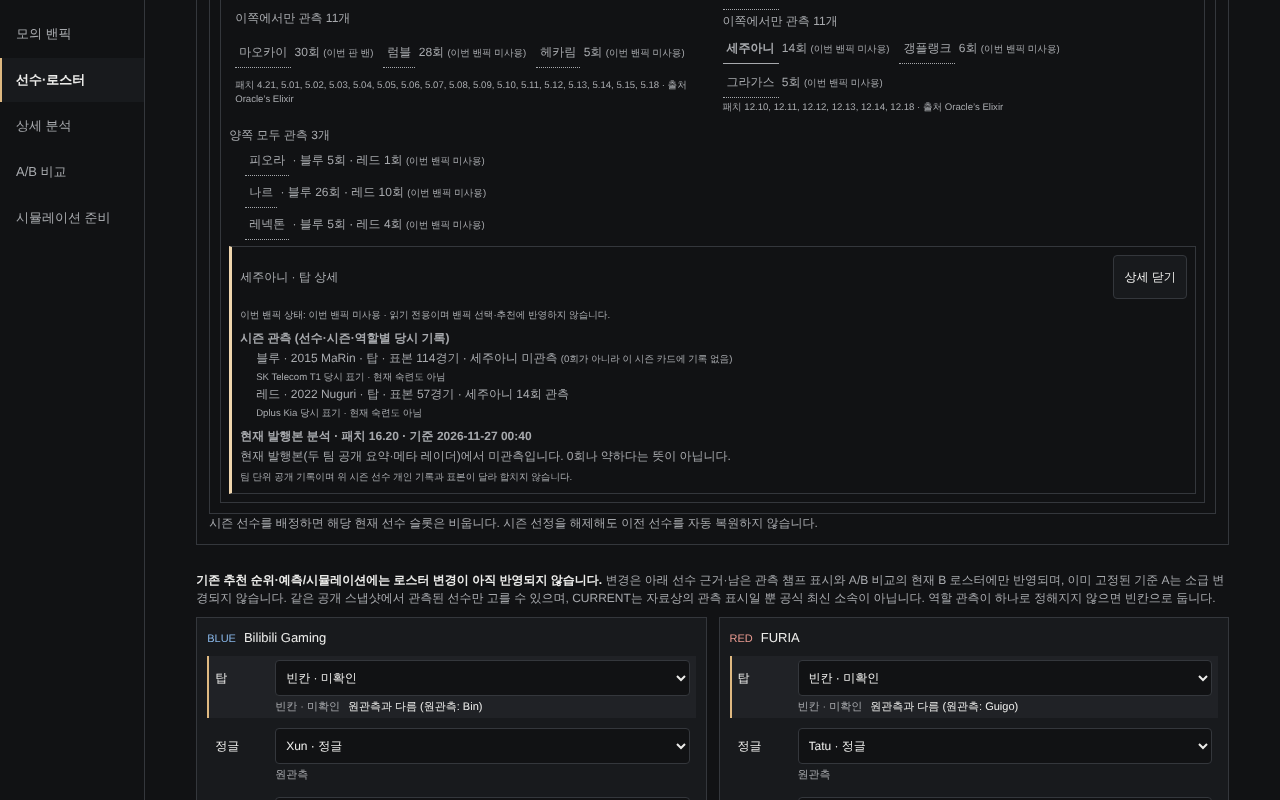 모의 밴픽
선수·로스터
상세 분석
A/B 비교
시뮬레이션 준비
이쪽에서만 관측 11개
마오카이 30회 (이번 판 밴) 럼블 28회 (이번 밴픽 미사용) 헤카림 5회 (이번 밴픽 미사용)
패치 4.21, 5.01, 5.02, 5.03, 5.04, 5.05, 5.06, 5.07, 5.08, 5.09, 5.10, 5.11, 5.12, 5.13, 5.14, 5.15, 5.18 · 출처
Oracle's Elixir
이쪽에서만 관측 11개
세주아니 14회 (이번 밴픽 미사용) 갱플랭크 6회 (이번 밴픽 미사용)
그라가스 5회 (이번 밴픽 미사용)
패치 12.10, 12.11, 12.12, 12.13, 12.14, 12.18 · 출처 Oracle's Elixir
양쪽 모두 관측 3개
피오라 · 블루 5회 · 레드 1회 (이번 밴픽 미사용)
나르 · 블루 26회 · 레드 10회 (이번 밴픽 미사용)
레넥톤 · 블루 5회 · 레드 4회 (이번 밴픽 미사용)
세주아니 · 탑 상세
상세 닫기
이번 밴픽 상태: 이번 밴픽 미사용 · 읽기 전용이며 밴픽 선택·추천에 반영하지 않습니다.
시즌 관측 (선수·시즌·역할별 당시 기록)
블루 · 2015 MaRin · 탑 · 표본 114경기 · 세주아니 미관측 (0회가 아니라 이 시즌 카드에 기록 없음)
SK Telecom T1 당시 표기 · 현재 숙련도 아님
레드 · 2022 Nuguri · 탑 · 표본 57경기 · 세주아니 14회 관측
Dplus Kia 당시 표기 · 현재 숙련도 아님
현재 발행본 분석 · 패치 16.20 · 기준 2026-11-27 00:40
현재 발행본(두 팀 공개 요약·메타 레이더)에서 미관측입니다. 0회나 약하다는 뜻이 아닙니다.
팀 단위 공개 기록이며 위 시즌 선수 개인 기록과 표본이 달라 합치지 않습니다.
시즌 선수를 배정하면 해당 현재 선수 슬롯은 비웁니다. 시즌 선정을 해제해도 이전 선수를 자동 복원하지 않습니다.
기존 추천 순위·예측/시뮬레이션에는 로스터 변경이 아직 반영되지 않습니다. 변경은 아래 선수 근거·남은 관측 챔프 표시와 A/B 비교의 현재 B 로스터에만 반영되며, 이미 고정된 기준 A는 소급 변
경되지 않습니다. 같은 공개 스냅샷에서 관측된 선수만 고를 수 있으며, CURRENT는 자료상의 관측 표시일 뿐 공식 최신 소속이 아닙니다. 역할 관측이 하나로 정해지지 않으면 빈칸으로 둡니다.
BLUE Bilibili Gaming
탑
빈칸 · 미확인
빈칸 · 미확인 원관측과 다름 (원관측: Bin)
정글
Xun · 정글
원관측
RED FURIA
탑
빈칸 · 미확인
빈칸 · 미확인 원관측과 다름 (원관측: Guigo)
정글
Tatu · 정글
원관측